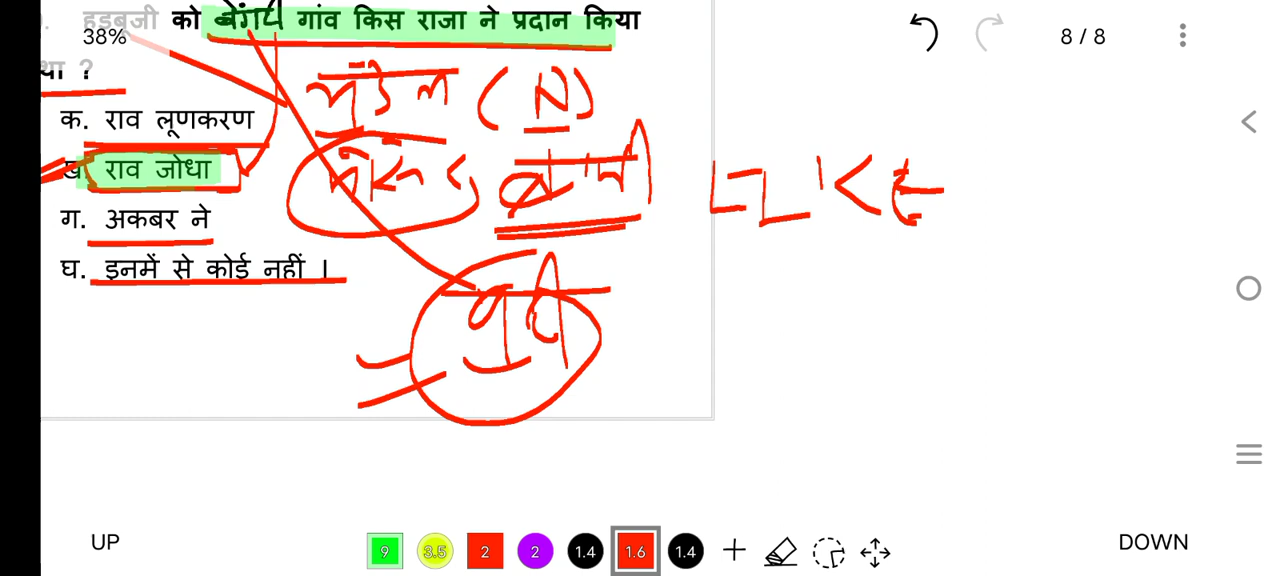 हडबूजी को बेंगटी गांव किस राजा ने प्रदान किया
था ?
38%
8 / 8
क. राव लूणकरण
ख. राव जोधा
ग. अकबर ने
घ. इनमें से कोई नहीं ।
(N)
UP
9 3.5 2 2 1.4 1.6 1.4
DOWN